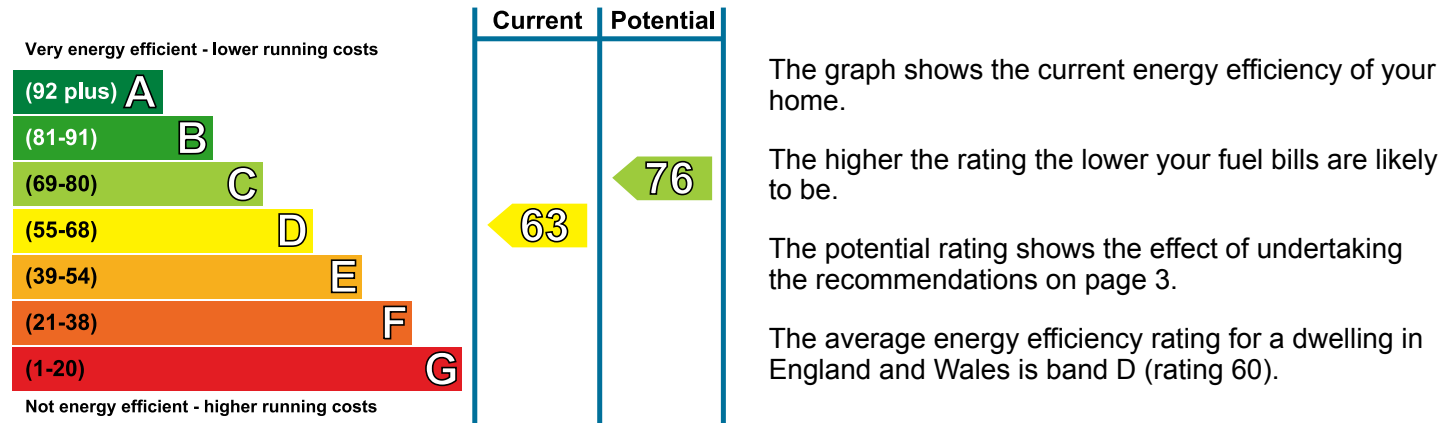 Current Potential
Very energy efficient - lower running costs
(92 plus) A
(81-91) B
(69-80) C
(55-68) D
(39-54) E
(21-38) F
(1-20) G
Not energy efficient - higher running costs
63
76
The graph shows the current energy efficiency of your
home.
The higher the rating the lower your fuel bills are likely
to be.
The potential rating shows the effect of undertaking
the recommendations on page 3.
The average energy efficiency rating for a dwelling in
England and Wales is band D (rating 60).